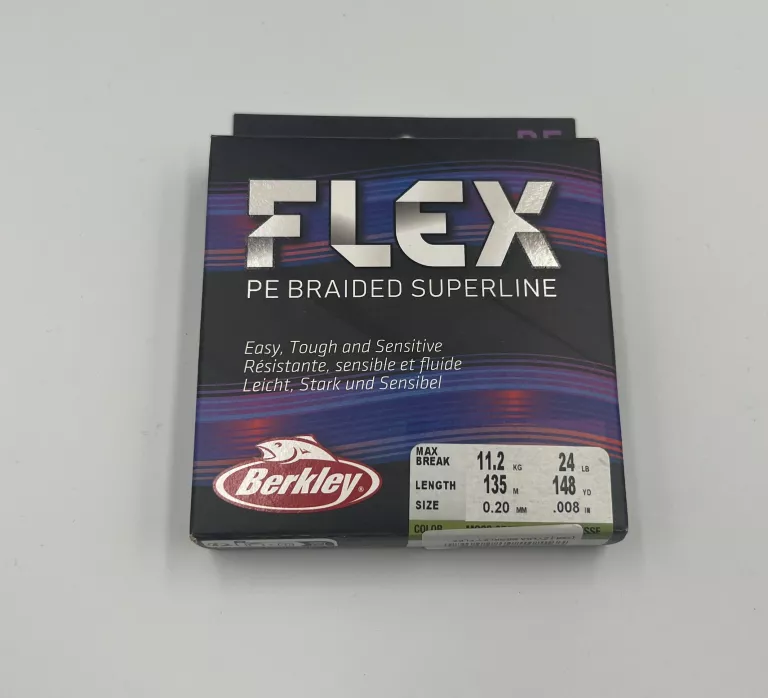 PE
FLEX
PE BRAIDED SUPERLINE
Easy, Tough and Sensitive
Résistante, sensible et fluide
Leicht, Stark und Sensibel
Berkley®
MAX BREAK 11.2 KG 24 LB
LENGTH 135 M 148 YD
SIZE 0.20 MM .008 IN
COLOR